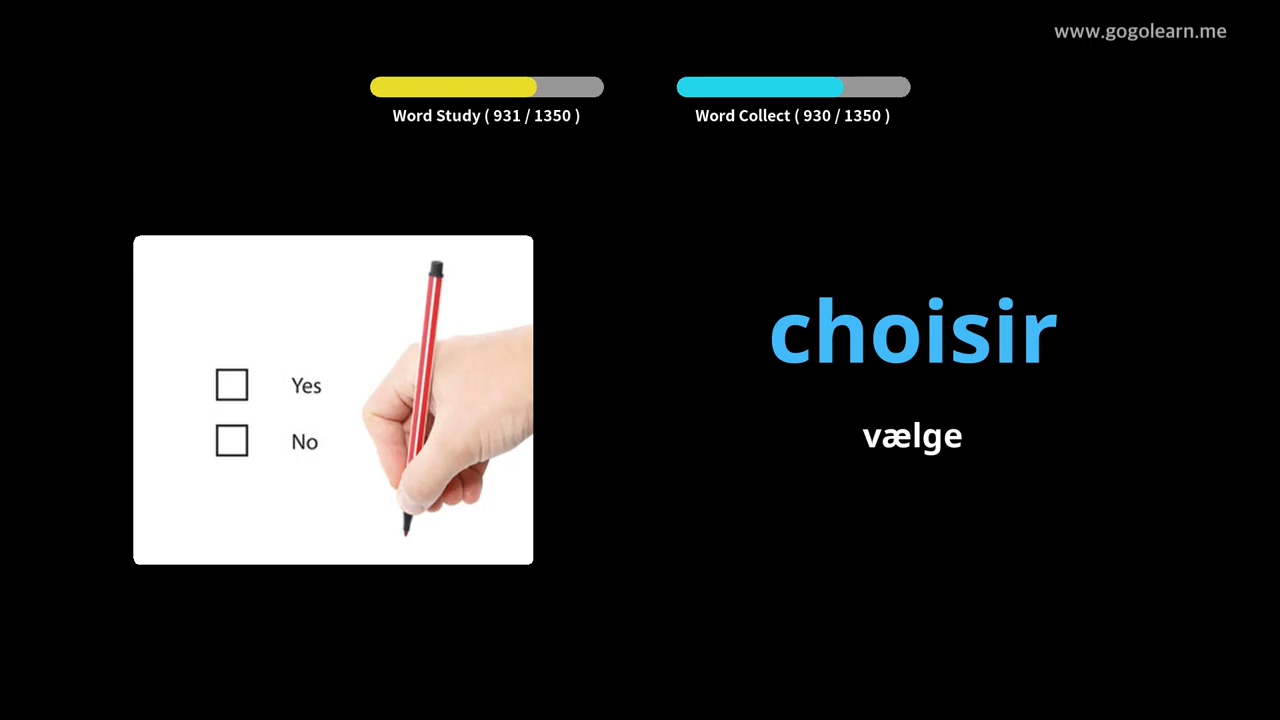 www.gogolearn.me
Word Study ( 931 / 1350 )
Word Collect ( 930 / 1350 )
Yes
No
choisir
vælge